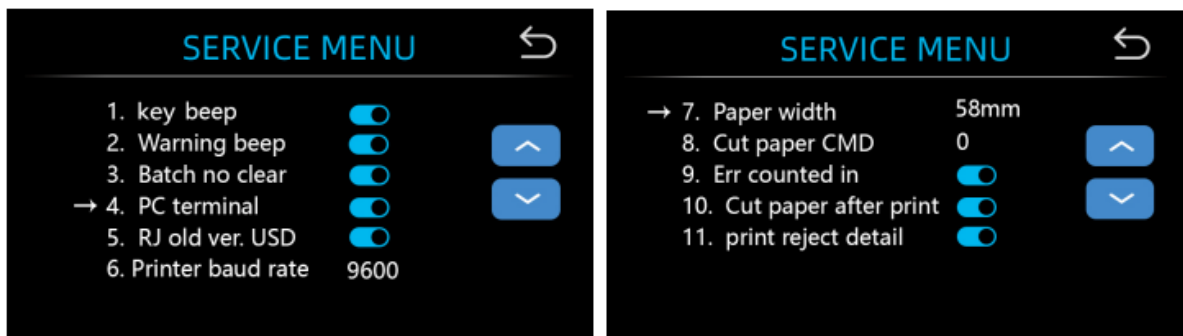 SERVICE MENU
1. key beep
2. Warning beep
3. Batch no clear
→ 4. PC terminal
5. RJ old ver. USD
6. Printer baud rate 9600
SERVICE MENU
→ 7. Paper width 58mm
8. Cut paper CMD 0
9. Err counted in
10. Cut paper after print
11. print reject detail